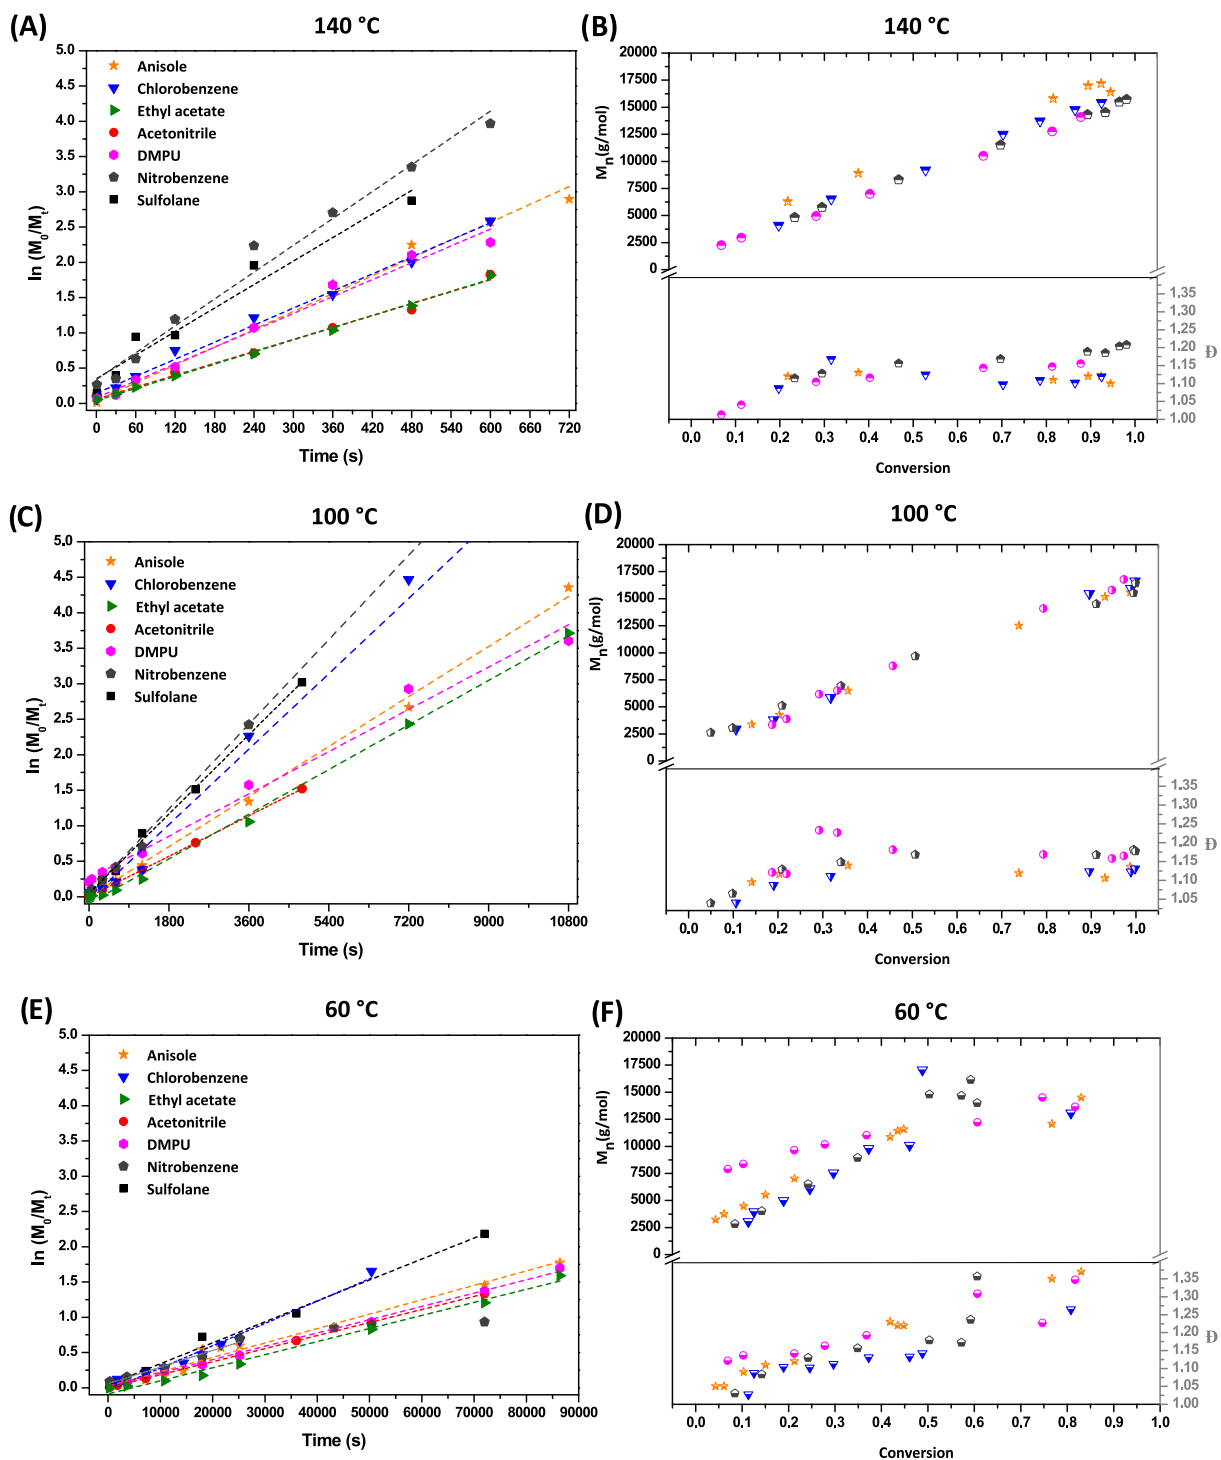 (A)
140 °C
5.0
4.5
4.0
3.5
3.0
2.5
2.0
1.5
1.0
0.5
0.0
ln (M0/Mt)
Anisole
Chlorobenzene
Ethyl acetate
Acetonitrile
DMPU
Nitrobenzene
Sulfolane
0 60 120 180 240 300 360 420 480 540 600 660 720
Time (s)
(B)
140 °C
20000
17500
15000
12500
10000
7500
5000
2500
0
Mn(g/mol)
1.35
1.30
1.25
1.20
1.15
1.10
1.05
1.00
Đ
0.0 0.1 0.2 0.3 0.4 0.5 0.6 0.7 0.8 0.9 1.0
Conversion
(C)
100 °C
5.0
4.5
4.0
3.5
3.0
2.5
2.0
1.5
1.0
0.5
0.0
ln (M0/Mt)
Anisole
Chlorobenzene
Ethyl acetate
Acetonitrile
DMPU
Nitrobenzene
Sulfolane
0 1800 3600 5400 7200 9000 10800
Time (s)
(D)
100 °C
20000
17500
15000
12500
10000
7500
5000
2500
0
Mn(g/mol)
1.35
1.30
1.25
1.20
1.15
1.10
1.05
Đ
0.0 0.1 0.2 0.3 0.4 0.5 0.6 0.7 0.8 0.9 1.0
Conversion
(E)
60 °C
5.0
4.5
4.0
3.5
3.0
2.5
2.0
1.5
1.0
0.5
0.0
ln (M0/Mt)
Anisole
Chlorobenzene
Ethyl acetate
Acetonitrile
DMPU
Nitrobenzene
Sulfolane
0 10000 20000 30000 40000 50000 60000 70000 80000 90000
Time (s)
(F)
60 °C
20000
17500
15000
12500
10000
7500
5000
2500
0
Mn(g/mol)
1.35
1.30
1.25
1.20
1.15
1.10
1.05
1.00
Đ
0.0 0.1 0.2 0.3 0.4 0.5 0.6 0.7 0.8 0.9 1.0
Conversion